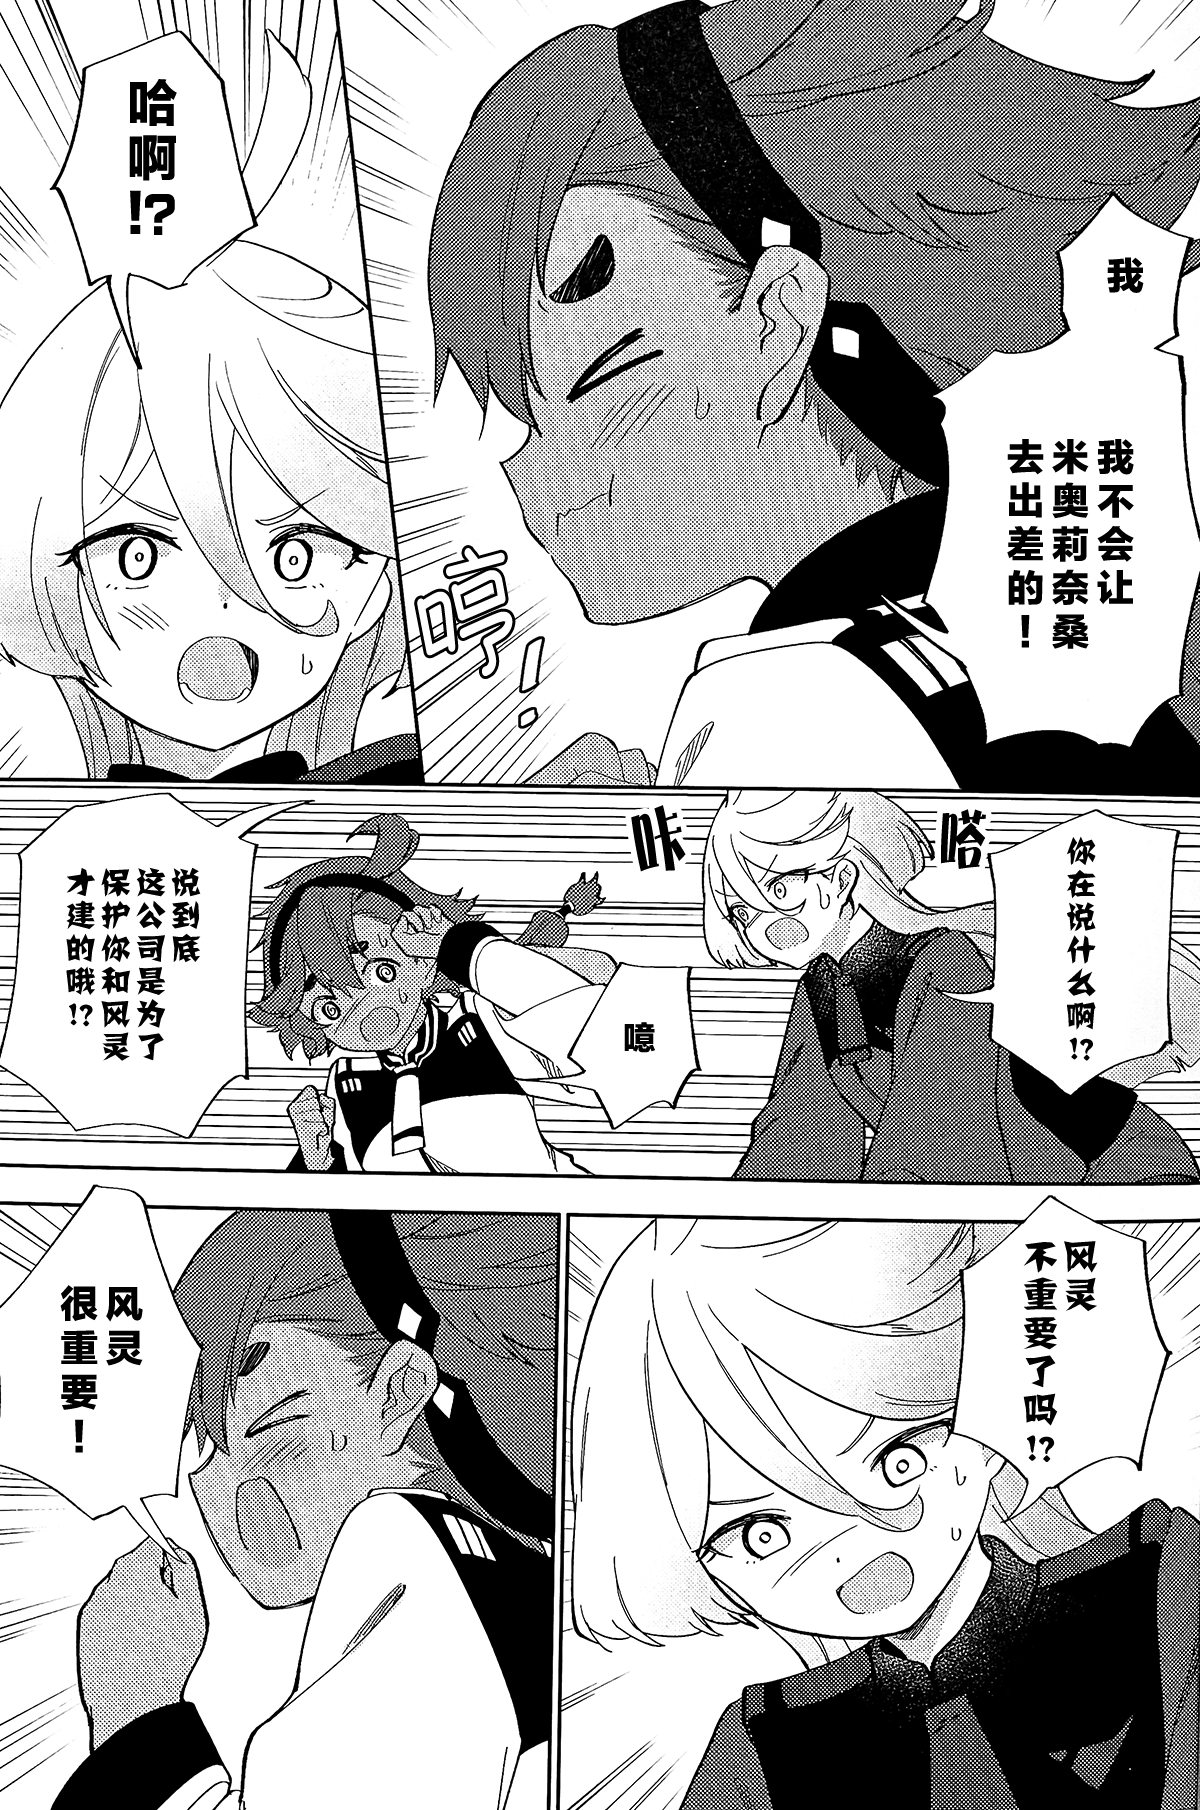 我
我不会让
米奥莉奈桑
去出差的！
哼！
哈啊!?
你在说什么啊!?
嗒
咔
噫
说到底
这公司是为了
保护你和风灵
才建的哦!?
风灵
不重要了吗!?
风灵
很重要！